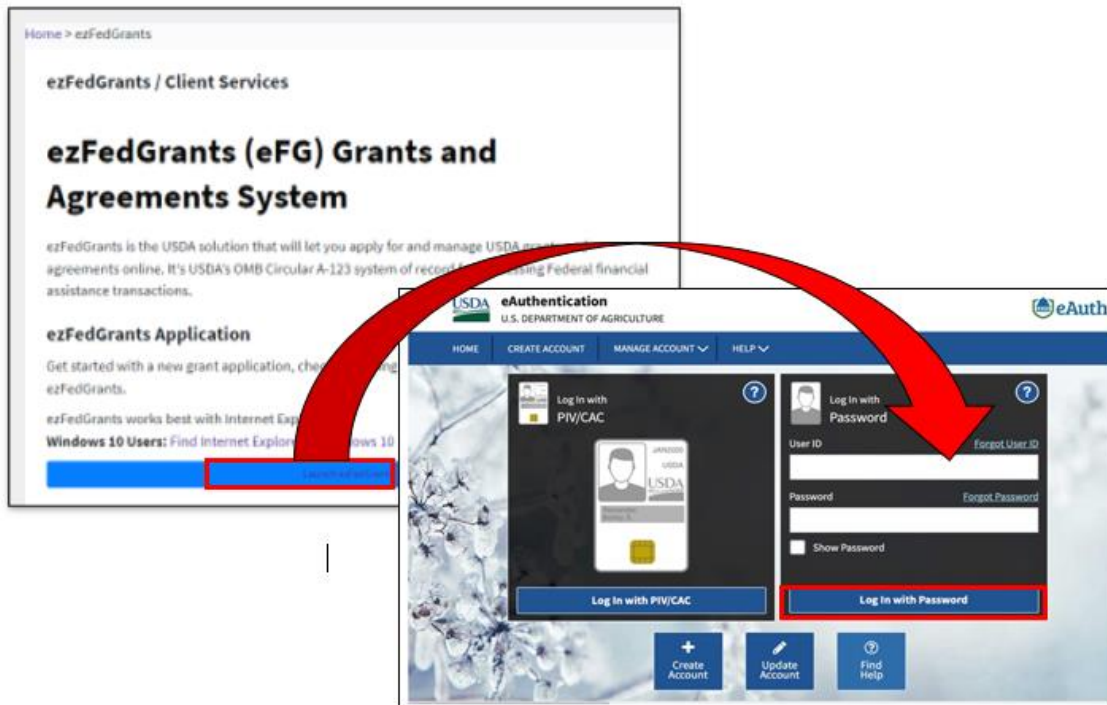 Home > ezFedGrants
ezFedGrants / Client Services
ezFedGrants (eFG) Grants and
Agreements System
ezFedGrants is the USDA solution that will let you apply for and manage USDA
agreements online. It's USDA's OMB Circular A-123 system of record Federal financial
assistance transactions.
ezFedGrants Application
Get started with a new grant application,
ezFedGrants.
ezFedGrants works best with Internet
Windows 10 Users: Find Internet 10
USDA eAuthentication
U.S. DEPARTMENT OF AGRICULTURE
eAuth
HOME CREATE ACCOUNT MANAGE ACCOUNT HELP
Log In with
PIV/CAC
USDA
USDA
Log In with PIV/CAC
Log In with
Password
User ID Forgot User ID
Password Forgot Password
Show Password
Log In with Password
Create
Account
Update
Account
Find
Help